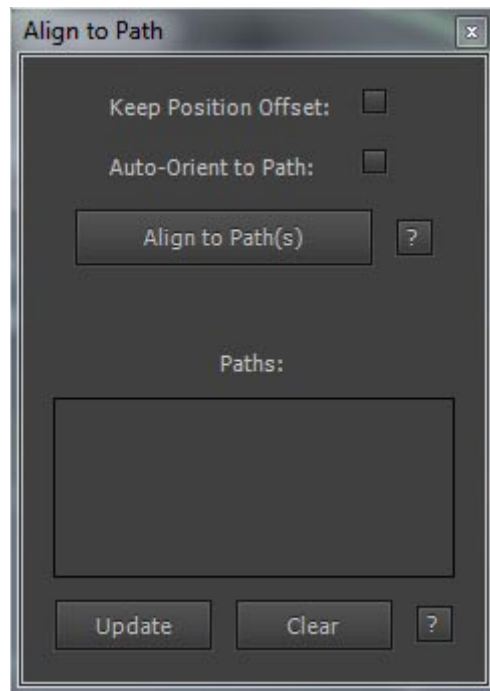 Align to Path x
Keep Position Offset:
Auto-Orient to Path:
Align to Path(s) ?
Paths:
Update Clear ?